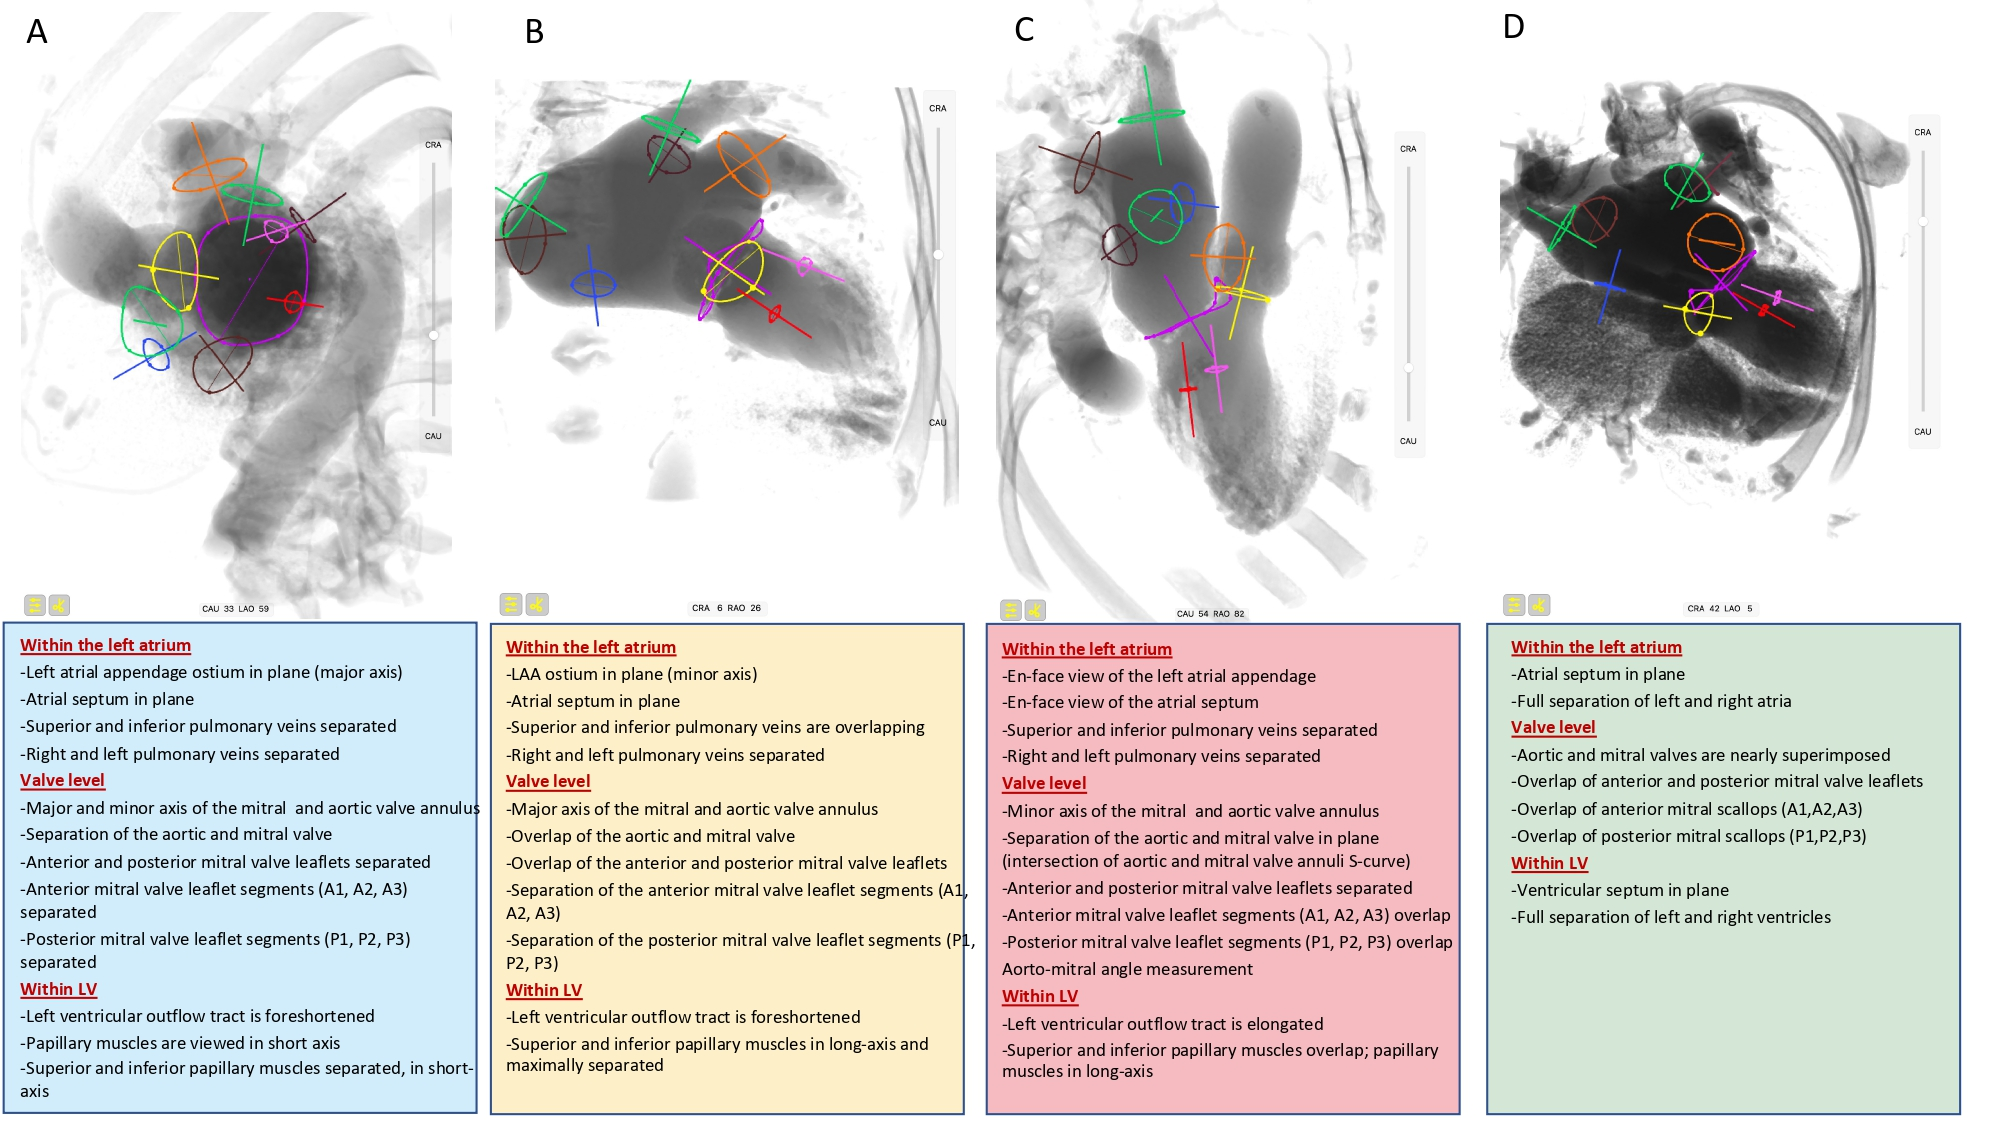 A
B
C
D
CRA
CAU
CAU 33 LAO 59
CRA
CAU
CRA 6 RAO 26
CRA
CAU
CAU 54 RAO 82
CRA
CAU
CRA 42 LAO 5
Within the left atrium
-Left atrial appendage ostium in plane (major axis)
-Atrial septum in plane
-Superior and inferior pulmonary veins separated
-Right and left pulmonary veins separated
Valve level
-Major and minor axis of the mitral and aortic valve annulus
-Separation of the aortic and mitral valve
-Anterior and posterior mitral valve leaflets separated
-Anterior mitral valve leaflet segments (A1, A2, A3)
separated
-Posterior mitral valve leaflet segments (P1, P2, P3)
separated
Within LV
-Left ventricular outflow tract is foreshortened
-Papillary muscles are viewed in short axis
-Superior and inferior papillary muscles separated, in short-
axis
Within the left atrium
-LAA ostium in plane (minor axis)
-Atrial septum in plane
-Superior and inferior pulmonary veins are overlapping
-Right and left pulmonary veins separated
Valve level
-Major axis of the mitral and aortic valve annulus
-Overlap of the aortic and mitral valve
-Overlap of the anterior and posterior mitral valve leaflets
-Separation of the anterior mitral valve leaflet segments (A1,
A2, A3)
-Separation of the posterior mitral valve leaflet segments (P1,
P2, P3)
Within LV
-Left ventricular outflow tract is foreshortened
-Superior and inferior papillary muscles in long-axis and
maximally separated
Within the left atrium
-En-face view of the left atrial appendage
-En-face view of the atrial septum
-Superior and inferior pulmonary veins separated
-Right and left pulmonary veins separated
Valve level
-Minor axis of the mitral and aortic valve annulus
-Separation of the aortic and mitral valve in plane
(intersection of aortic and mitral valve annuli S-curve)
-Anterior and posterior mitral valve leaflets separated
-Anterior mitral valve leaflet segments (A1, A2, A3) overlap
-Posterior mitral valve leaflet segments (P1, P2, P3) overlap
Aorto-mitral angle measurement
Within LV
-Left ventricular outflow tract is elongated
-Superior and inferior papillary muscles overlap; papillary
muscles in long-axis
Within the left atrium
-Atrial septum in plane
-Full separation of left and right atria
Valve level
-Aortic and mitral valves are nearly superimposed
-Overlap of anterior and posterior mitral valve leaflets
-Overlap of anterior mitral scallops (A1,A2,A3)
-Overlap of posterior mitral scallops (P1,P2,P3)
Within LV
-Ventricular septum in plane
-Full separation of left and right ventricles